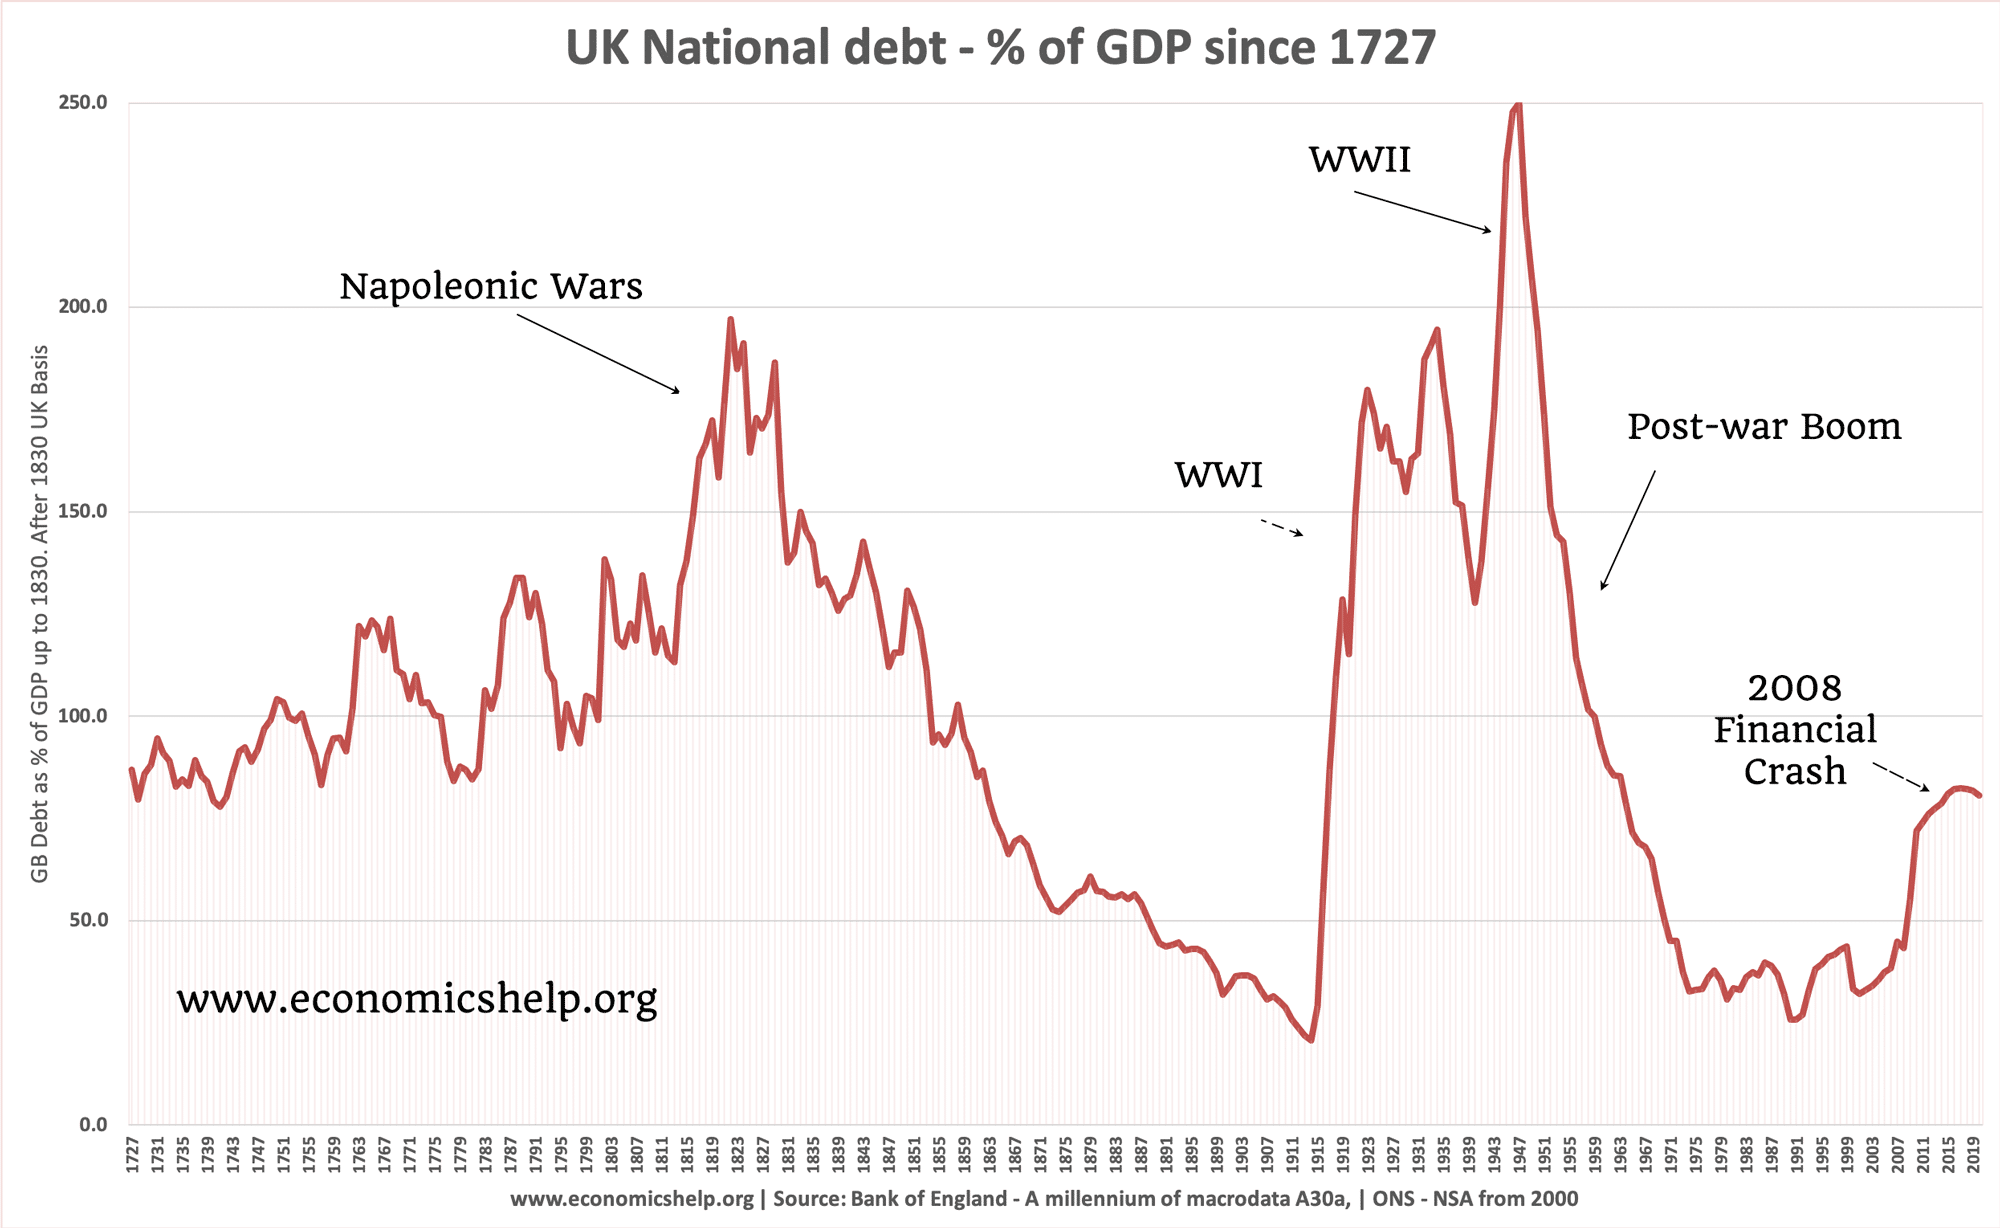 UK National debt - % of GDP since 1727
GB Debt as % of GDP up to 1830. After 1830 UK Basis
250.0
200.0
150.0
100.0
50.0
0.0
Napoleonic Wars
WWII
WWI
Post-war Boom
2008
Financial
Crash
www.economicshelp.org
1727 1731 1735 1739 1743 1747 1751 1755 1759 1763 1767 1771 1775 1779 1783 1787 1791 1795 1799 1803 1807 1811 1815 1819 1823 1827 1831 1835 1839 1843 1847 1851 1855 1859 1863 1867 1871 1875 1879 1883 1887 1891 1895 1899 1903 1907 1911 1915 1919 1923 1927 1931 1935 1939 1943 1947 1951 1955 1959 1963 1967 1971 1975 1979 1983 1987 1991 1995 1999 2003 2007 2011 2015 2019
www.economicshelp.org | Source: Bank of England - A millennium of macrodata A30a, | ONS - NSA from 2000